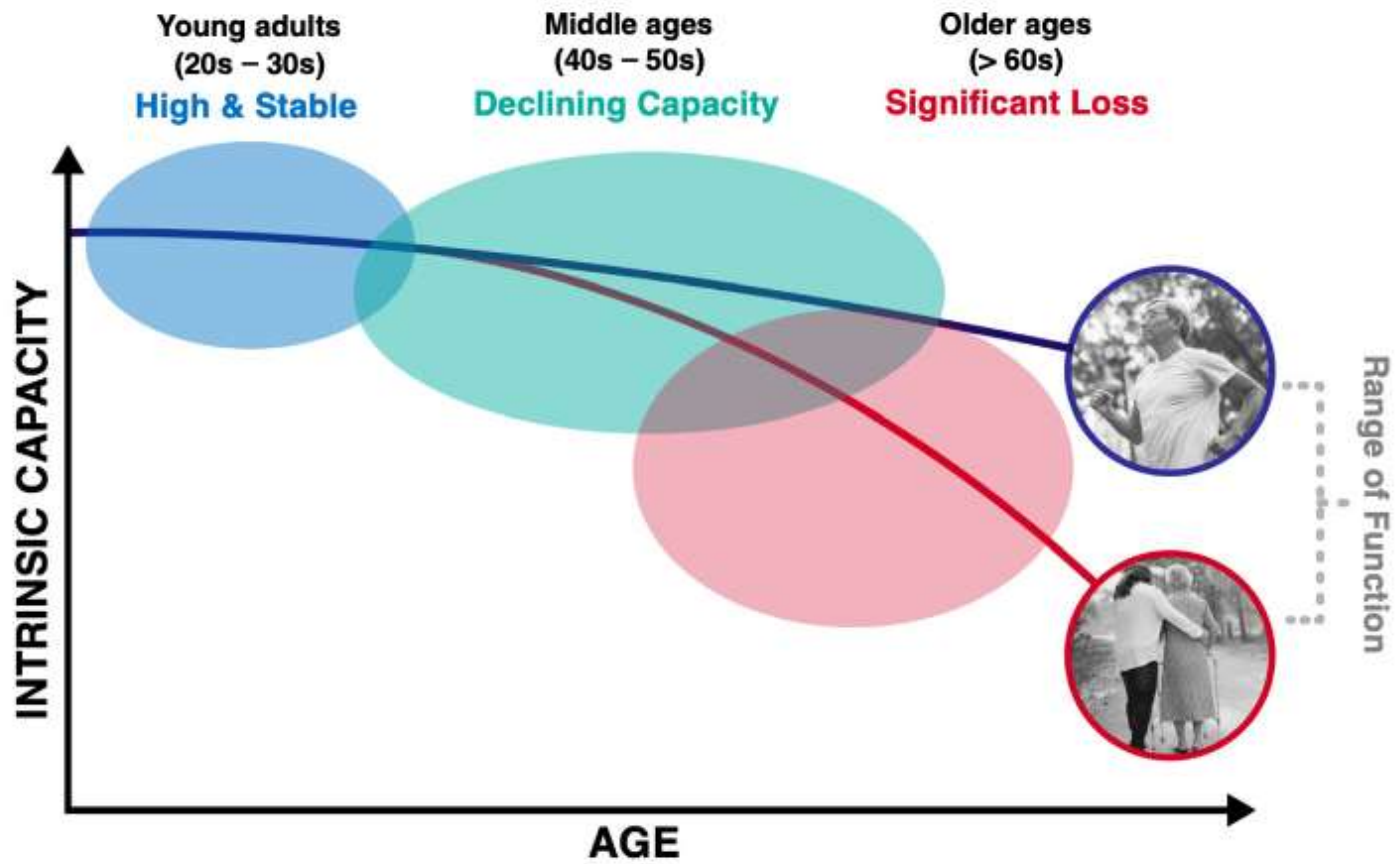 Young adults
(20s – 30s)
High & Stable
Middle ages
(40s – 50s)
Declining Capacity
Older ages
(> 60s)
Significant Loss
INTRINSIC CAPACITY
Range of Function
AGE